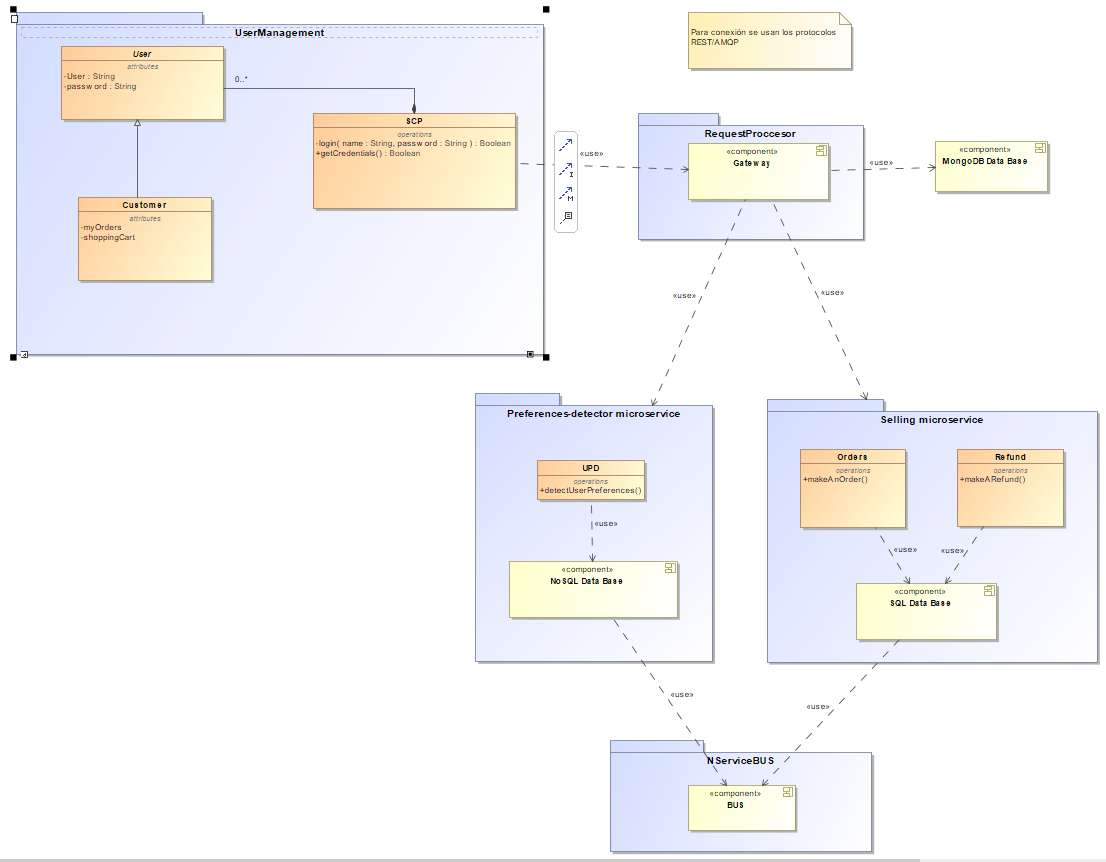 UserManagement
User
attributes
-User : String
-password : String
0..*
SCP
operations
-login( name : String, password : String ) : Boolean
+getCredentials() : Boolean
Customer
attributes
-myOrders
-shoppingCart
I
M
Para conexión se usan los protocolos
REST/AMQP
«use»
RequestProccesor
«component»
Gateway
«use»
«component»
MongoDB Data Base
«use»
«use»
Preferences-detector microservice
UPD
operations
+detectUserPreferences()
«use»
«component»
NoSQL Data Base
Selling microservice
Orders
operations
+makeAnOrder()
Refund
operations
+makeARefund()
«use»
«use»
«component»
SQL Data Base
«use»
«use»
NServiceBUS
«component»
BUS